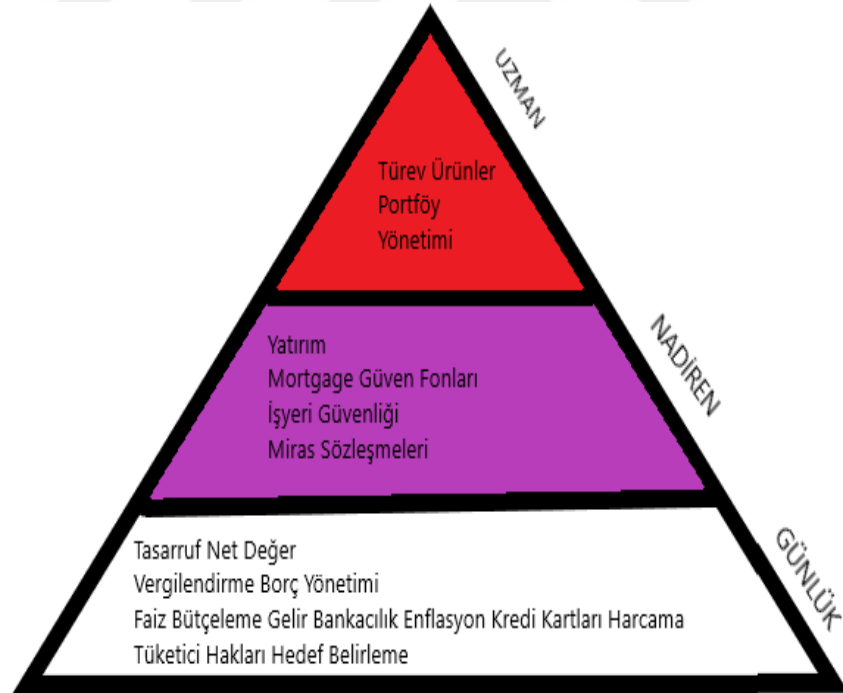 UZMAN
Türev Ürünler
Portföy
Yönetimi
NADİREN
Yatırım
Mortgage Güven Fonları
İşyeri Güvenliği
Miras Sözleşmeleri
GÜNLÜK
Tasarruf Net Değer
Vergilendirme Borç Yönetimi
Faiz Bütçeleme Gelir Bankacılık Enflasyon Kredi Kartları Harcama
Tüketici Hakları Hedef Belirleme